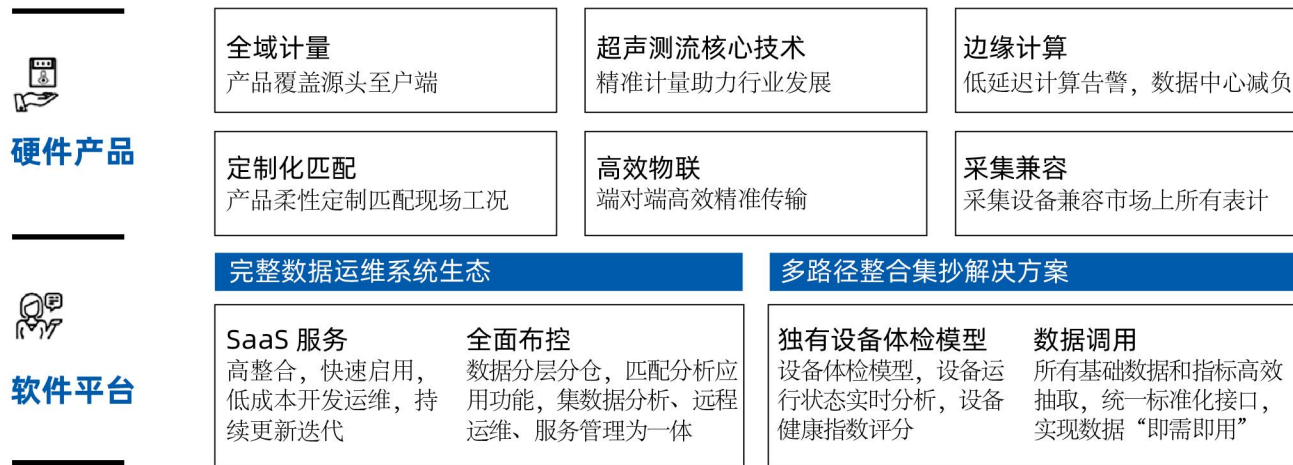 硬件产品
全域计量
产品覆盖源头至户端
超声测流核心技术
精准计量助力行业发展
边缘计算
低延迟计算告警，数据中心减负
定制化匹配
产品柔性定制匹配现场工况
高效物联
端对端高效精准传输
采集兼容
采集设备兼容市场上所有表计
软件平台
完整数据运维系统生态
SaaS 服务
高整合，快速启用，
低成本开发运维，持
续更新迭代
全面布控
数据分层分仓，匹配分析应
用功能，集数据分析、远程
运维、服务管理为一体
多路径整合集抄解决方案
独有设备体检模型
设备体检模型，设备运
行状态实时分析，设备
健康指数评分
数据调用
所有基础数据和指标高效
抽取，统一标准化接口，
实现数据“即需即用”